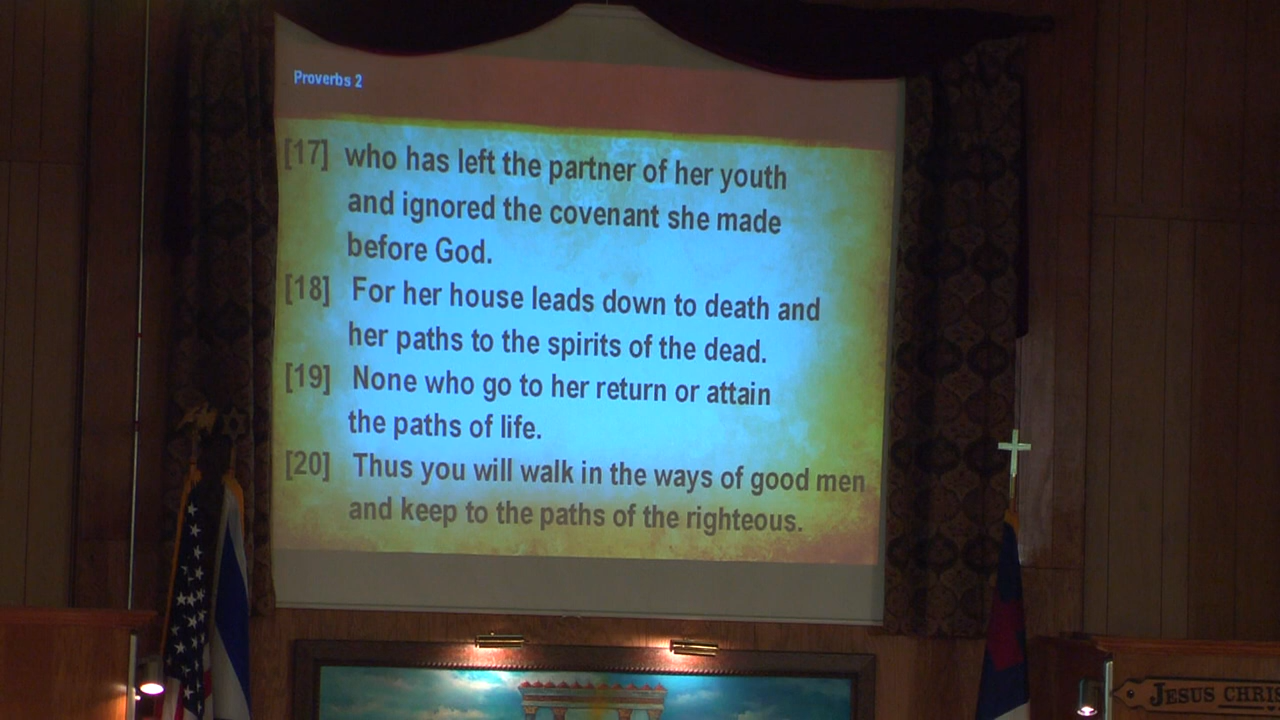 Proverbs 2
[17] who has left the partner of her youth
and ignored the covenant she made
before God.
[18] For her house leads down to death and
her paths to the spirits of the dead.
[19] None who go to her return or attain
the paths of life.
[20] Thus you will walk in the ways of good men
and keep to the paths of the righteous.
JESUS